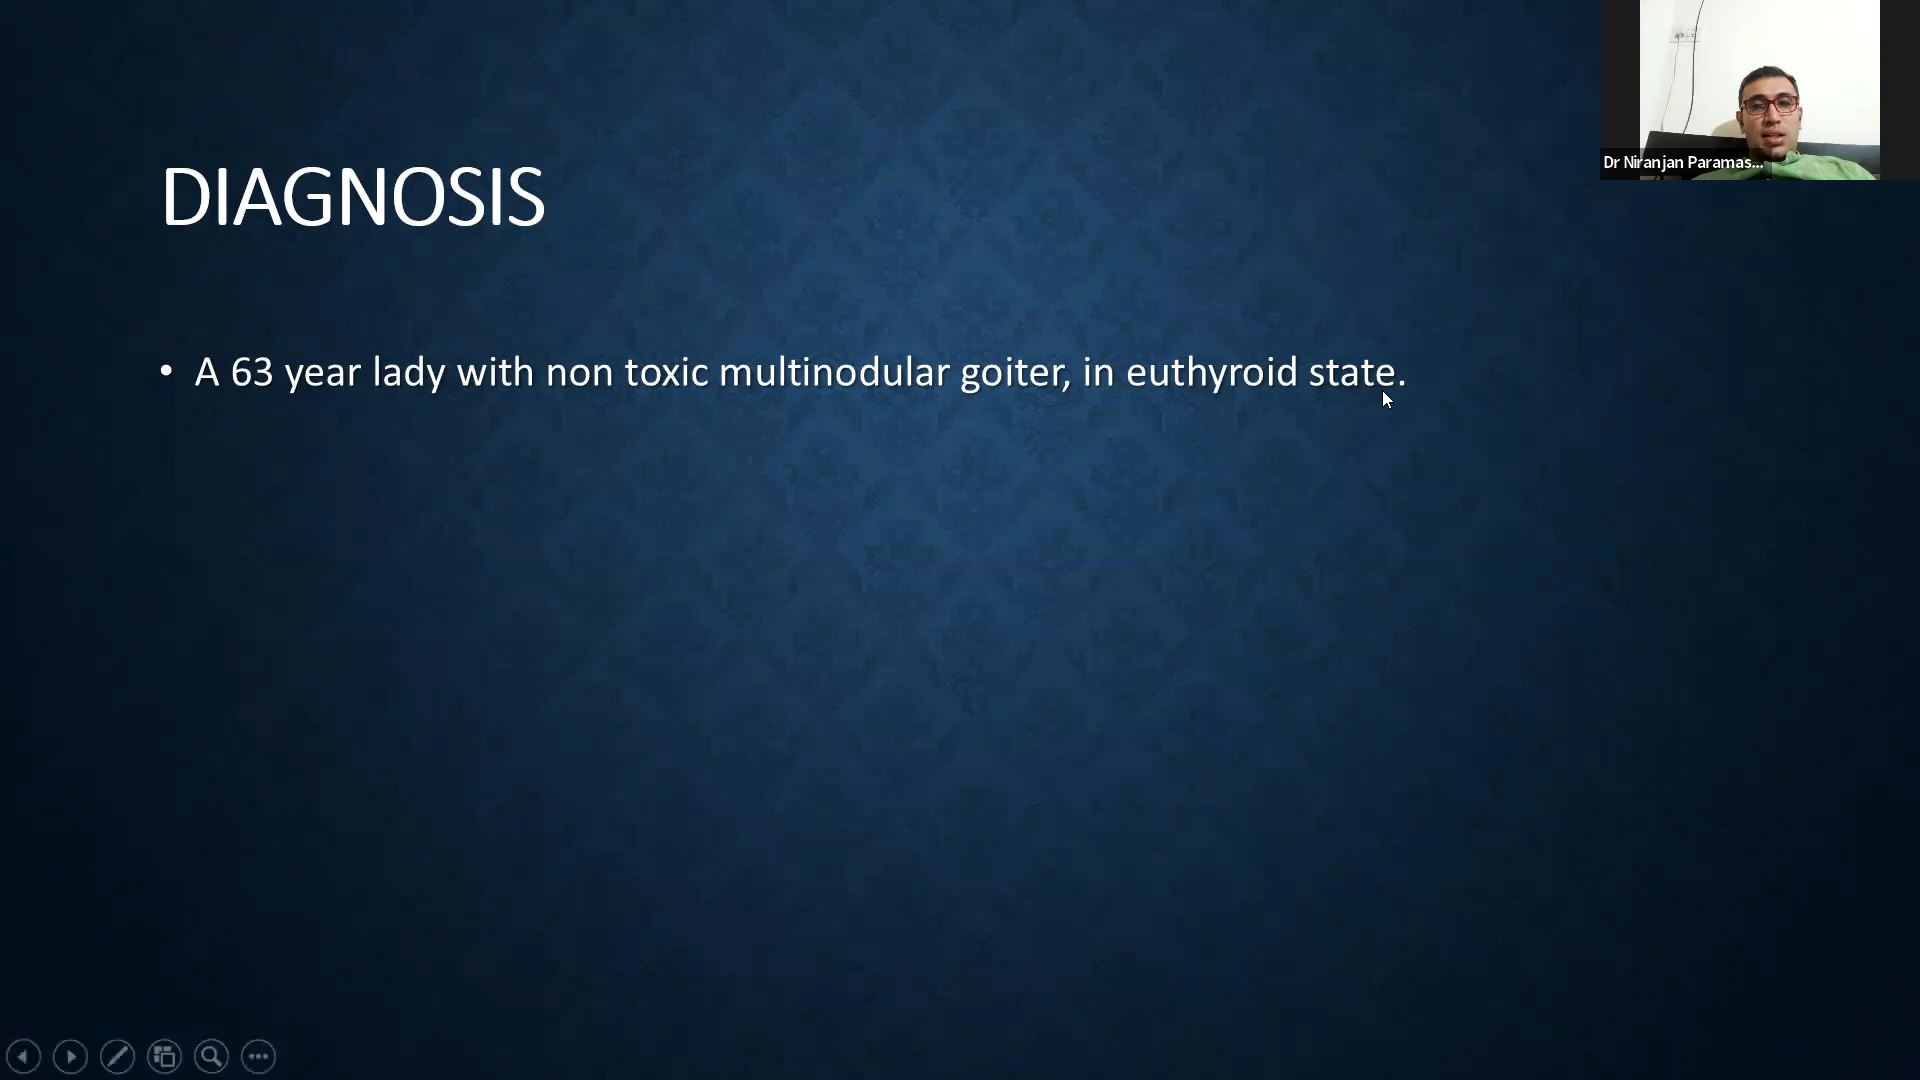 Dr Niranjan Paramas...
DIAGNOSIS
• A 63 year lady with non toxic multinodular goiter, in euthyroid state.